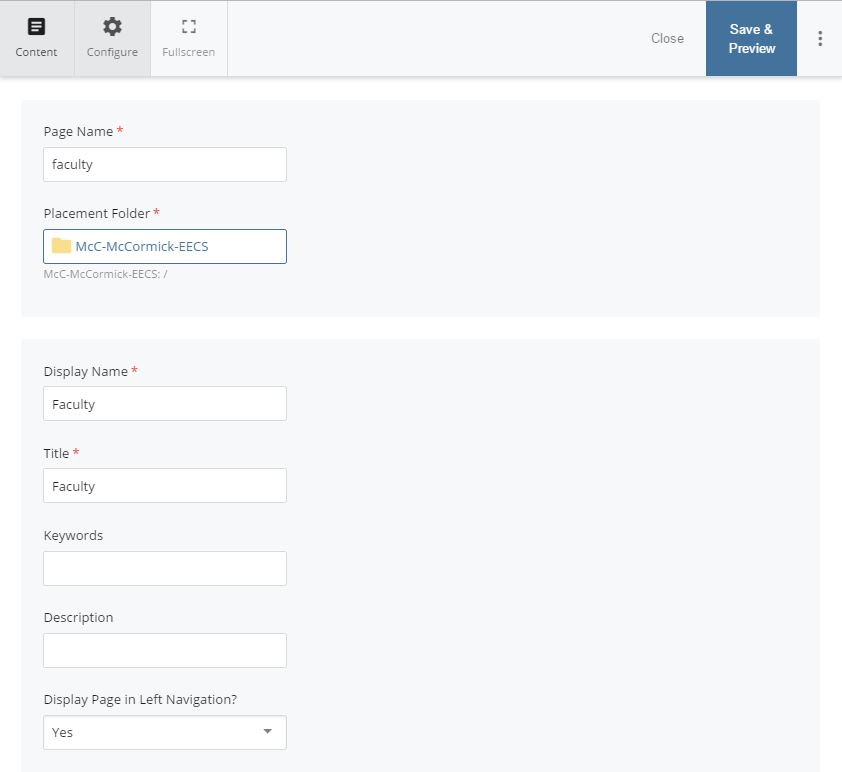 Content
Configure
Fullscreen
Close
Save &
Preview
Page Name *
faculty
Placement Folder *
McC-McCormick-EECS
McC-McCormick-EECS: /
Display Name *
Faculty
Title *
Faculty
Keywords
Description
Display Page in Left Navigation?
Yes